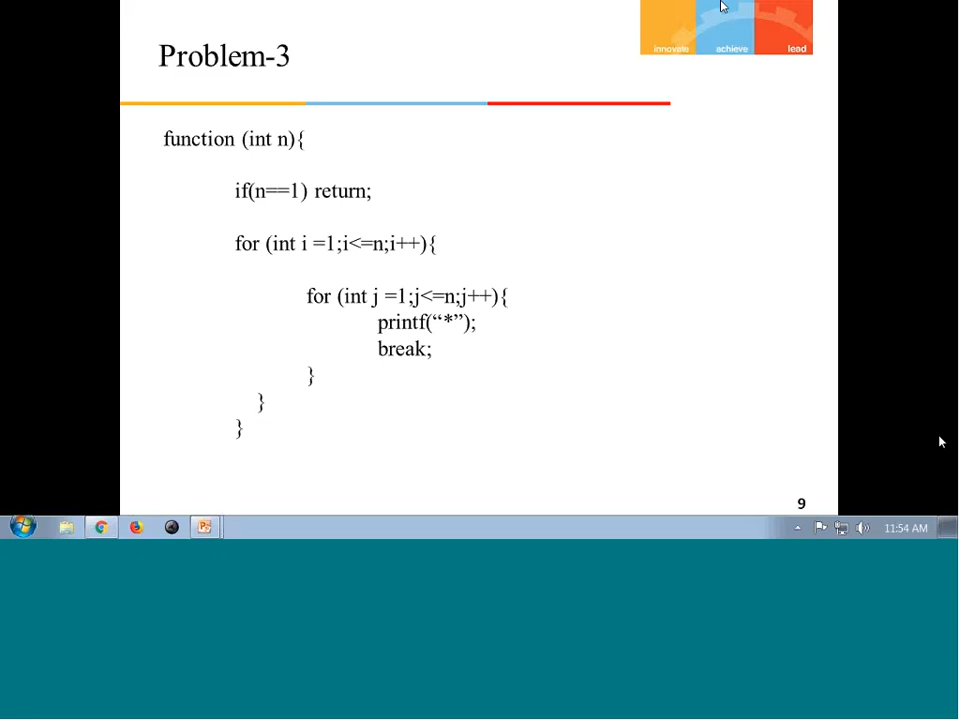 innovate achieve lead
Problem-3
function (int n){
if(n==1) return;
for (int i =1;i<=n;i++){
for (int j =1;j<=n;j++){
printf(“*”);
break;
}
}
}
9
11:54 AM